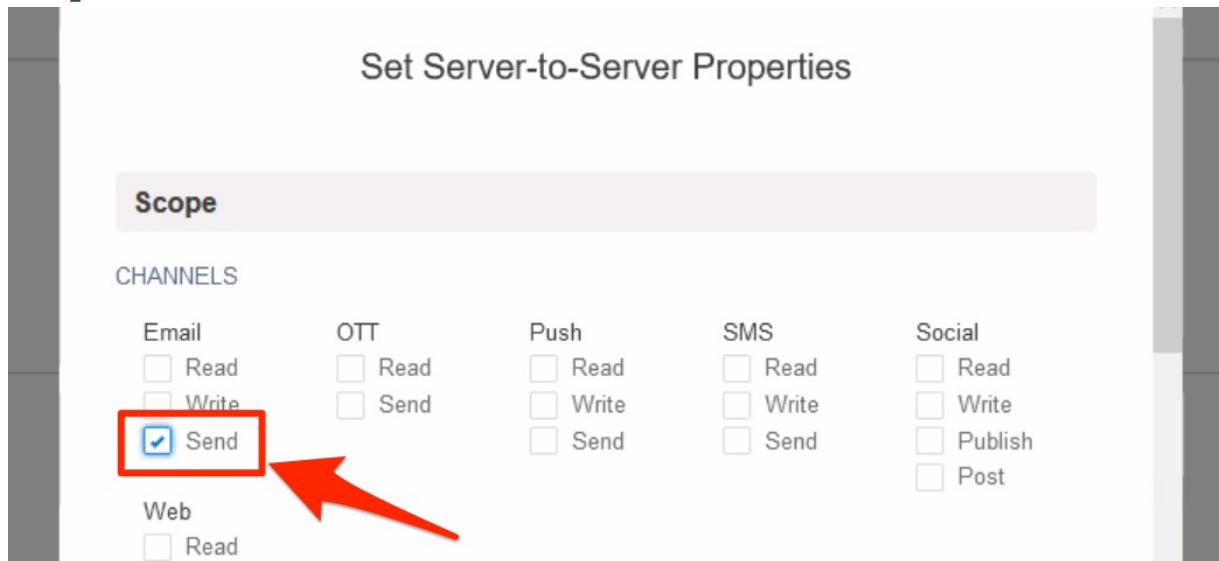 Set Server-to-Server Properties
Scope
CHANNELS
Email OTT Push SMS Social
Read Read Read Read Read
Write Send Write Write Write
Send Send Send Publish
Post
Web
Read